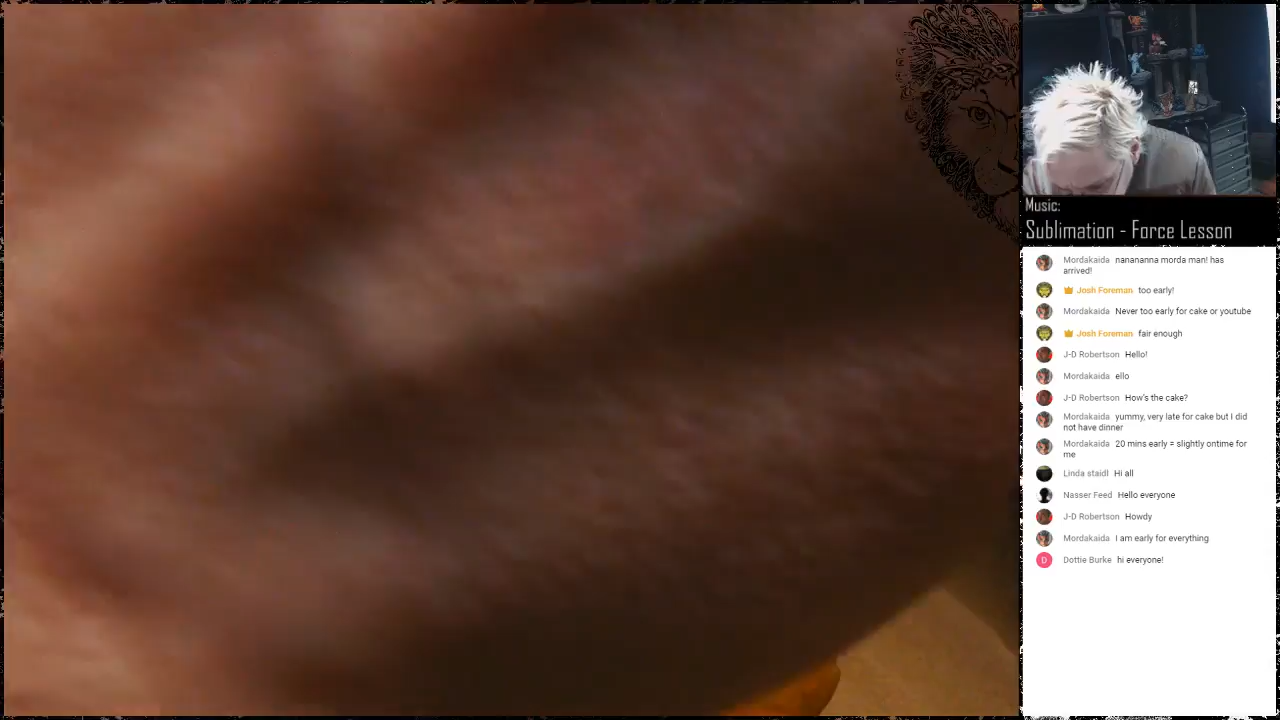 Music:
Sublimation - Force Lesson
Mordakaida nanananna morda man! has
arrived!
Josh Foreman too early!
Mordakaida Never too early for cake or youtube
Josh Foreman fair enough
J-D Robertson Hello!
Mordakaida ello
J-D Robertson How's the cake?
Mordakaida yummy, very late for cake but I did
not have dinner
Mordakaida 20 mins early = slightly ontime for
me
Linda staidl Hi all
Nasser Feed Hello everyone
J-D Robertson Howdy
Mordakaida I am early for everything
D Dottie Burke hi everyone!